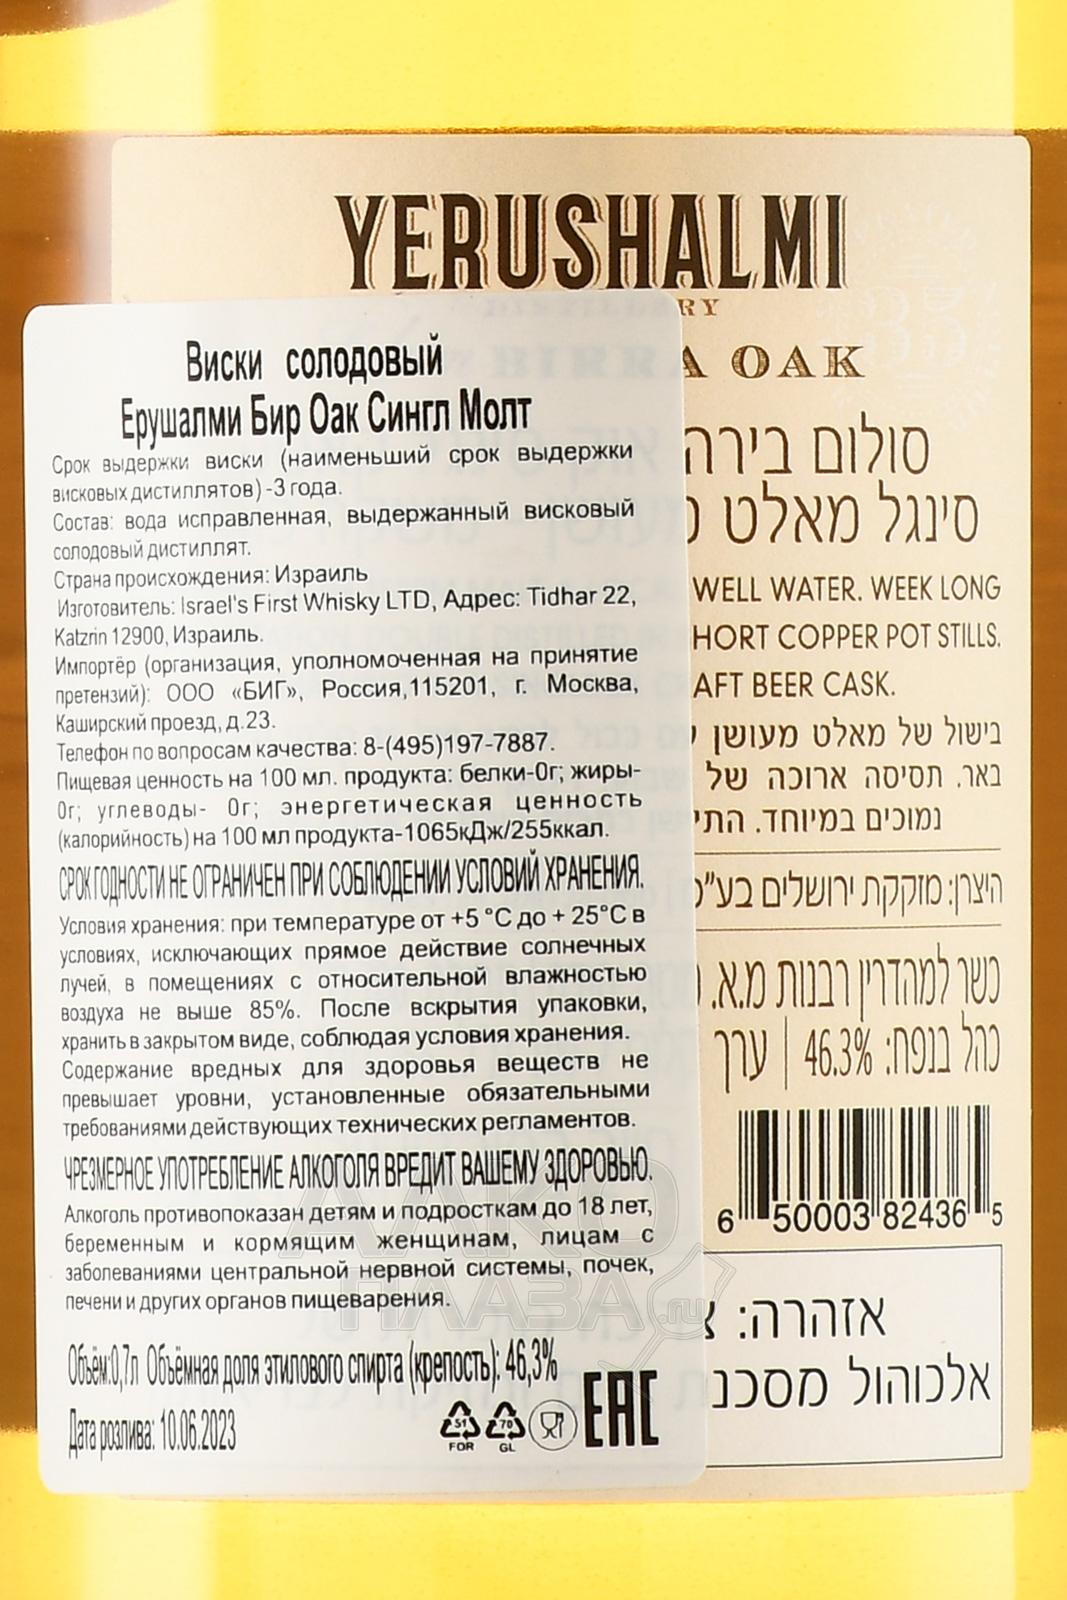 YERUSHALMI
DISTILLERY
BIRRA OAK
סולום בירה
סינגל מאלט
WELL WATER. WEEK LONG
HORT COPPER POT STILLS.
AFT BEER CASK.
בישול של מאלט מעושן
באר. תסיסה ארוכה של
נמוכים במיוחד. התי
היצרן: מזקקת ירושלים בע"מ
כשר למהדרין רבנות מ.א.
כהל בנפח: 46.3% | ערך
6 50003 82436 5
אזהרה:
אלכוהול מסכנ
Виски солодовый
Ерушалми Бир Оак Сингл Молт
Срок выдержки виски (наименьший срок выдержки
висковых дистиллятов) -3 года.
Состав: вода исправленная, выдержанный висковый
солодовый дистиллят.
Страна происхождения: Израиль
Изготовитель: Israel's First Whisky LTD, Адрес: Tidhar 22,
Katzrin 12900, Израиль.
Импортёр (организация, уполномоченная на принятие
претензий): ООО «БИГ», Россия,115201, г. Москва,
Каширский проезд, д.23.
Телефон по вопросам качества: 8-(495)197-7887.
Пищевая ценность на 100 мл. продукта: белки-0г; жиры-
0г; углеводы- 0г; энергетическая ценность
(калорийность) на 100 мл продукта-1065кДж/255ккал.
СРОК ГОДНОСТИ НЕ ОГРАНИЧЕН ПРИ СОБЛЮДЕНИИ УСЛОВИЙ ХРАНЕНИЯ.
Условия хранения: при температуре от +5 °С до + 25°С в
условиях, исключающих прямое действие солнечных
лучей, в помещениях с относительной влажностью
воздуха не выше 85%. После вскрытия упаковки,
хранить в закрытом виде, соблюдая условия хранения.
Содержание вредных для здоровья веществ не
превышает уровни, установленные обязательными
требованиями действующих технических регламентов.
ЧРЕЗМЕРНОЕ УПОТРЕБЛЕНИЕ АЛКОГОЛЯ ВРЕДИТ ВАШЕМУ ЗДОРОВЬЮ.
Алкоголь противопоказан детям и подросткам до 18 лет,
беременным и кормящим женщинам, лицам с
заболеваниями центральной нервной системы, почек,
печени и других органов пищеварения.
Объём:0,7л Объёмная доля этилового спирта (крепость): 46,3%
Дата розлива: 10.06.2023
51 FOR 70 GL EAC
АЛКО
ПЛАЗА.ru